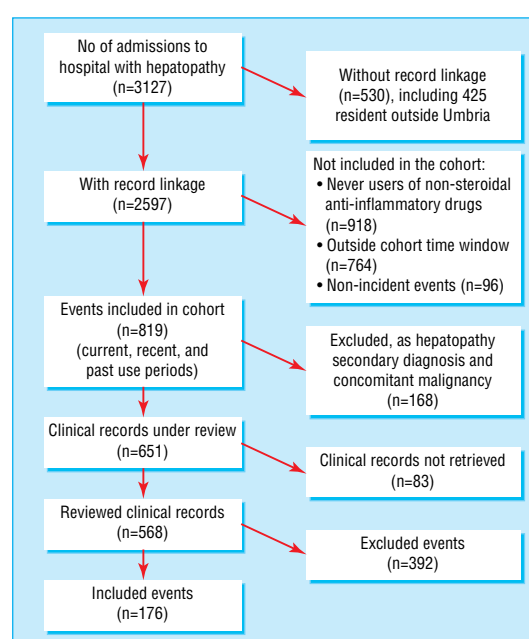 No of admissions to
hospital with hepatopathy
(n=3127)
Without record linkage
(n=530), including 425
resident outside Umbria
With record linkage
(n=2597)
Not included in the cohort:
• Never users of non-steroidal
anti-inflammatory drugs
(n=918)
• Outside cohort time window
(n=764)
• Non-incident events (n=96)
Events included in cohort
(n=819)
(current, recent, and
past use periods)
Excluded, as hepatopathy
secondary diagnosis and
concomitant malignancy
(n=168)
Clinical records under review
(n=651)
Clinical records not retrieved
(n=83)
Reviewed clinical records
(n=568)
Excluded events
(n=392)
Included events
(n=176)